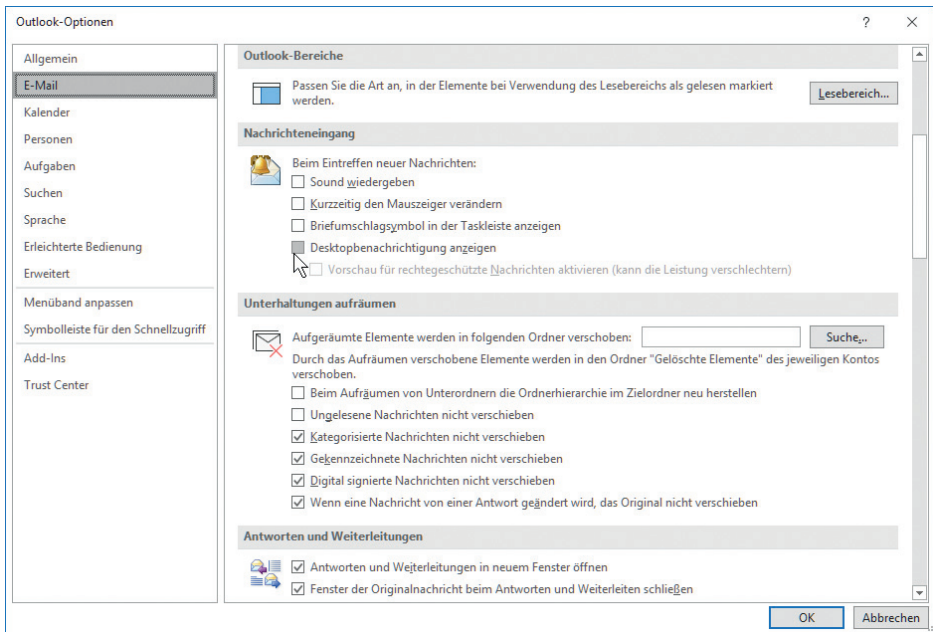 Outlook-Optionen
?
Allgemein
E-Mail
Kalender
Personen
Aufgaben
Suchen
Sprache
Erleichterte Bedienung
Erweitert
Menüband anpassen
Symbolleiste für den Schnellzugriff
Add-Ins
Trust Center
Outlook-Bereiche
Passen Sie die Art an, in der Elemente bei Verwendung des Lesebereichs als gelesen markiert
werden.
Lesebereich...
Nachrichteneingang
Beim Eintreffen neuer Nachrichten:
Sound wiedergeben
Kurzzeitig den Mauszeiger verändern
Briefumschlagsymbol in der Taskleiste anzeigen
Desktopbenachrichtigung anzeigen
Vorschau für rechtegeschützte Nachrichten aktivieren (kann die Leistung verschlechtern)
Unterhaltungen aufräumen
Aufgeräumte Elemente werden in folgenden Ordner verschoben:
Suche...
Durch das Aufräumen verschobene Elemente werden in den Ordner "Gelöschte Elemente" des jeweiligen Kontos
verschoben.
Beim Aufräumen von Unterordnern die Ordnerhierarchie im Zielordner neu herstellen
Ungelesene Nachrichten nicht verschieben
Kategorisierte Nachrichten nicht verschieben
Gekennzeichnete Nachrichten nicht verschieben
Digital signierte Nachrichten nicht verschieben
Wenn eine Nachricht von einer Antwort geändert wird, das Original nicht verschieben
Antworten und Weiterleitungen
Antworten und Weiterleitungen in neuem Fenster öffnen
Fenster der Originalnachricht beim Antworten und Weiterleiten schließen
OK
Abbrechen